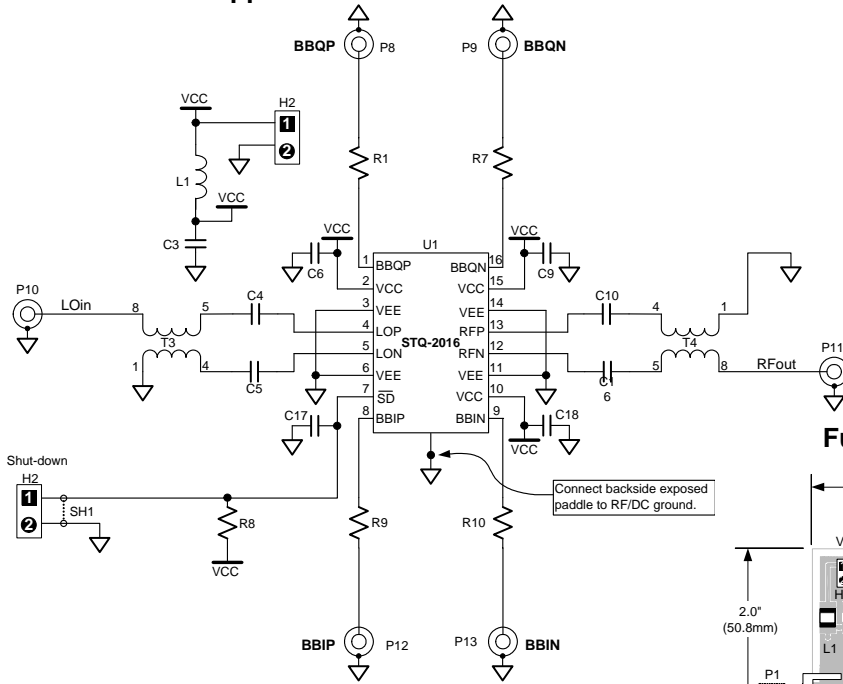 BBQP P8
P9 BBQN
VCC
H2
1
2
R1
R7
L1
VCC
C3
VCC
U1
VCC
C6
C9
1 BBQP
BBQN 16
2 VCC
VCC 15
3 VEE
VEE 14
4 LOP
RFP 13
STQ-2016
5 LON
RFN 12
6 VEE
VEE 11
7 SD
VCC 10
8 BBIP
BBIN 9
P10
LOin
8
5
C4
T3
1
4
C5
C10
4
1
T4
C1
6
5
8
RFout
P11
C17
C18
VCC
Fu
Shut-down
H2
1
2
SH1
R8
VCC
R9
R10
Connect backside exposed
paddle to RF/DC ground.
BBIP P12
P13 BBIN
V
H
2.0"
(50.8mm)
L1
P1